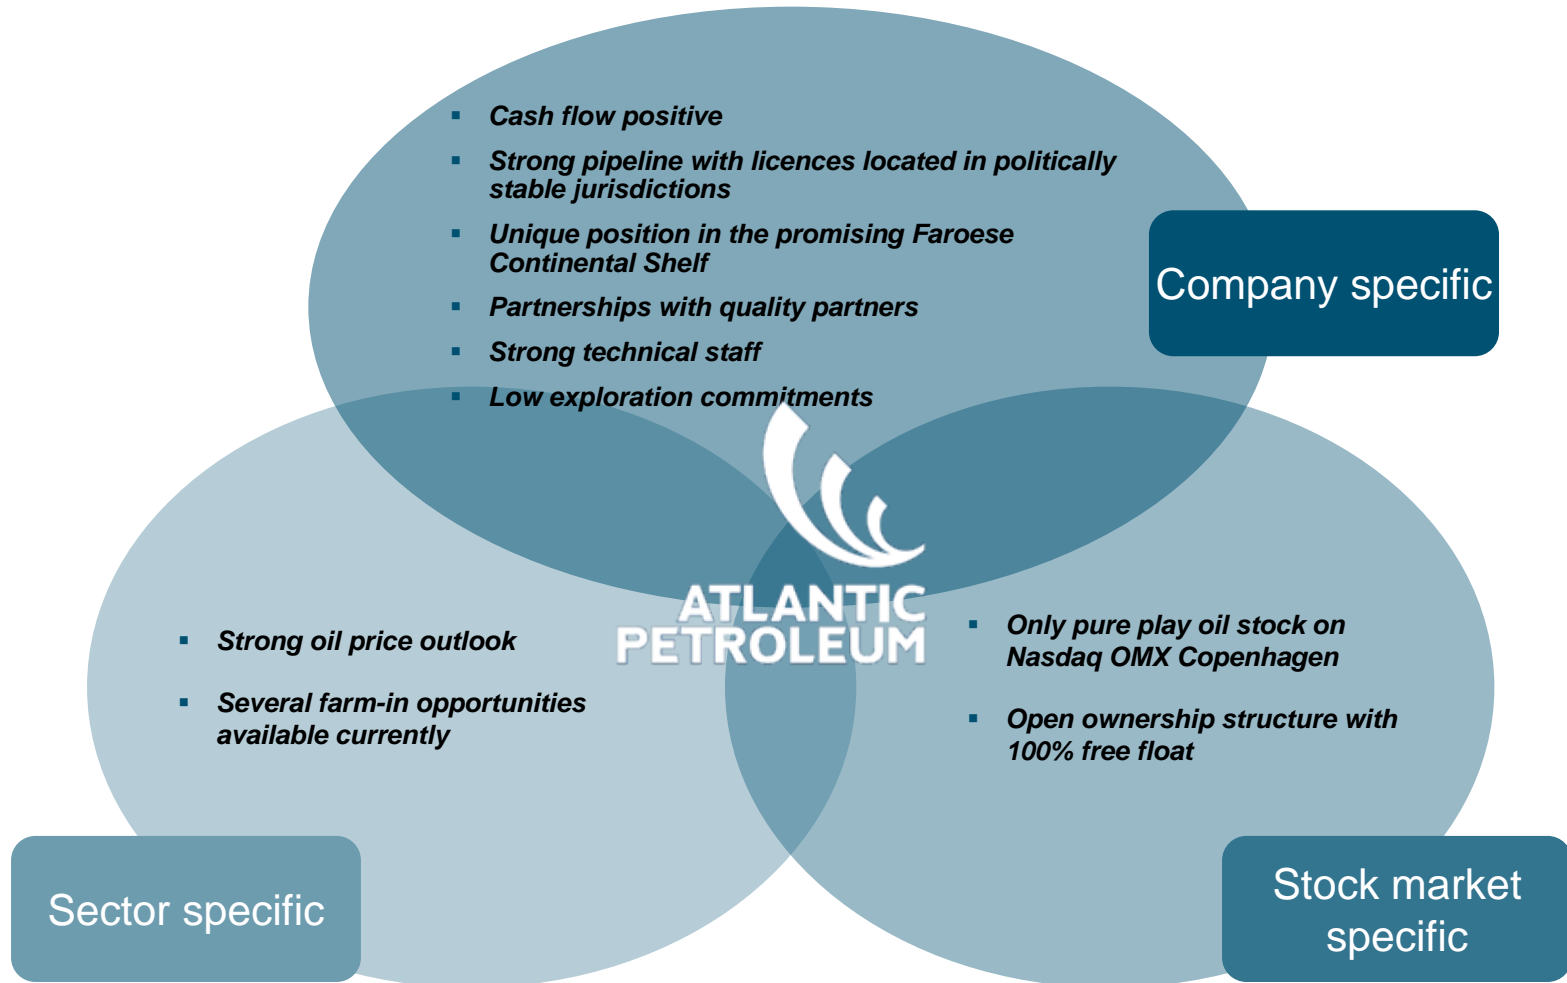 Cash flow positive
Strong pipeline with licences located in politically
stable jurisdictions
Unique position in the promising Faroese
Continental Shelf
Partnerships with quality partners
Strong technical staff
Low exploration commitments
Company specific
ATLANTIC
PETROLEUM
Strong oil price outlook
Several farm-in opportunities
available currently
Only pure play oil stock on
Nasdaq OMX Copenhagen
Open ownership structure with
100% free float
Sector specific
Stock market
specific